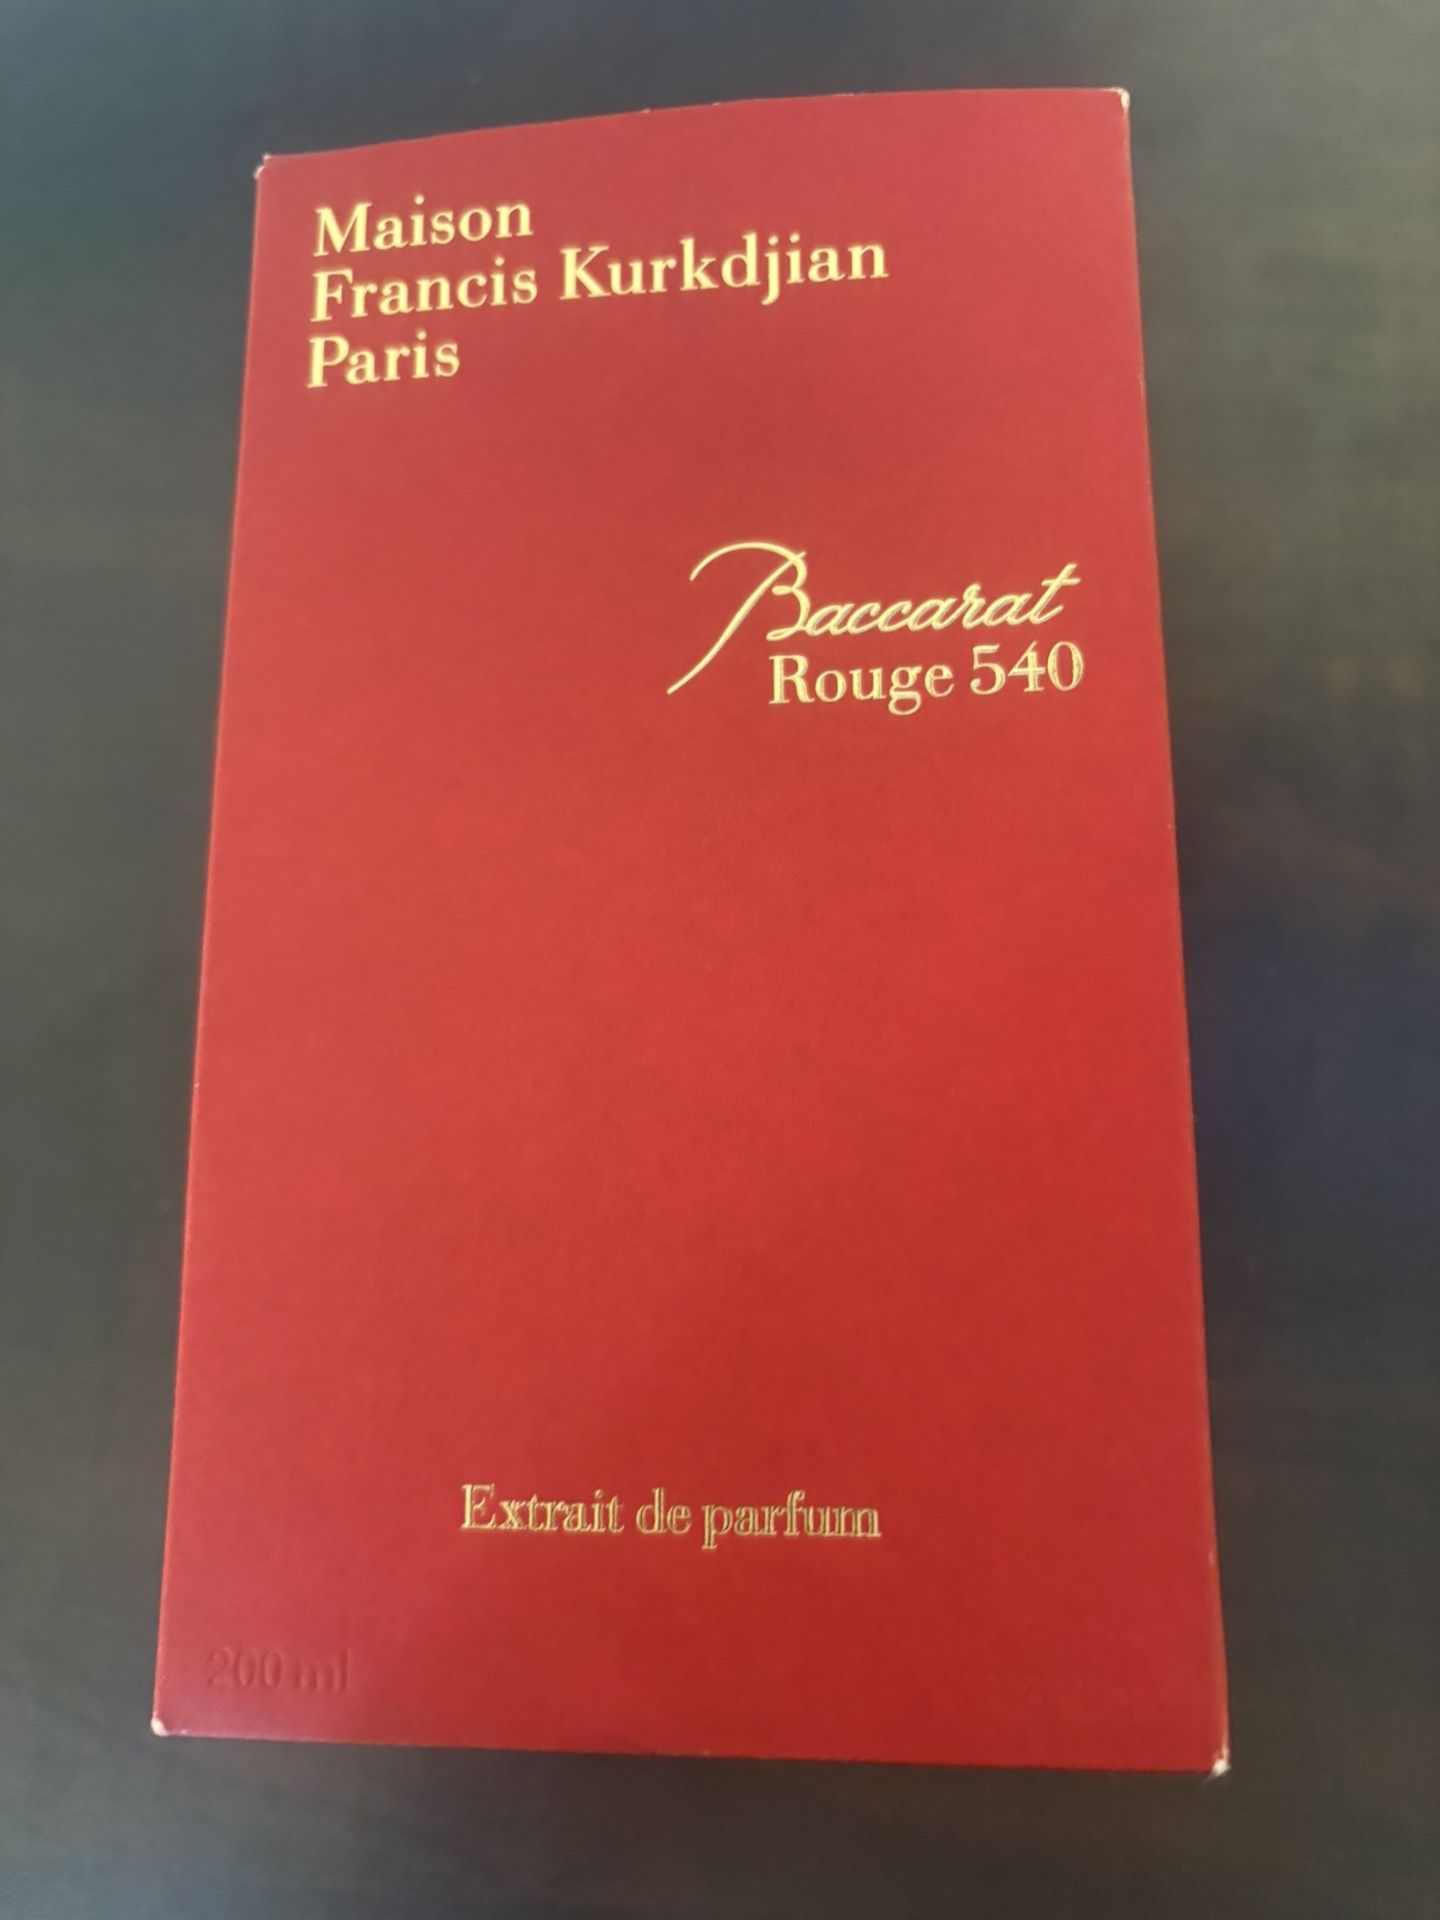 Maison
Francis Kurkdjian
Paris
Baccarat
Rouge 540
Extrait de parfum
200 ml